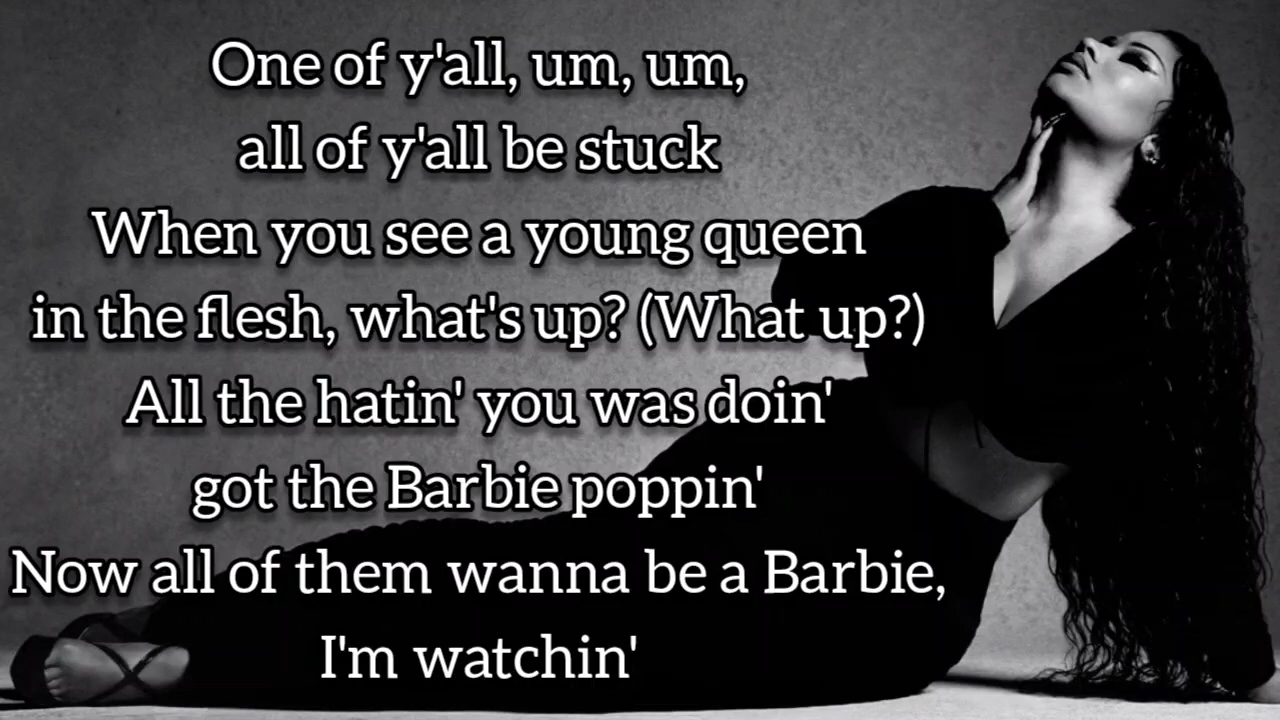 One of y'all, um, um,
all of y'all be stuck
When you see a young queen
in the flesh, what's up? (What up?)
All the hatin' you was doin'
got the Barbie poppin'
Now all of them wanna be a Barbie,
I'm watchin'